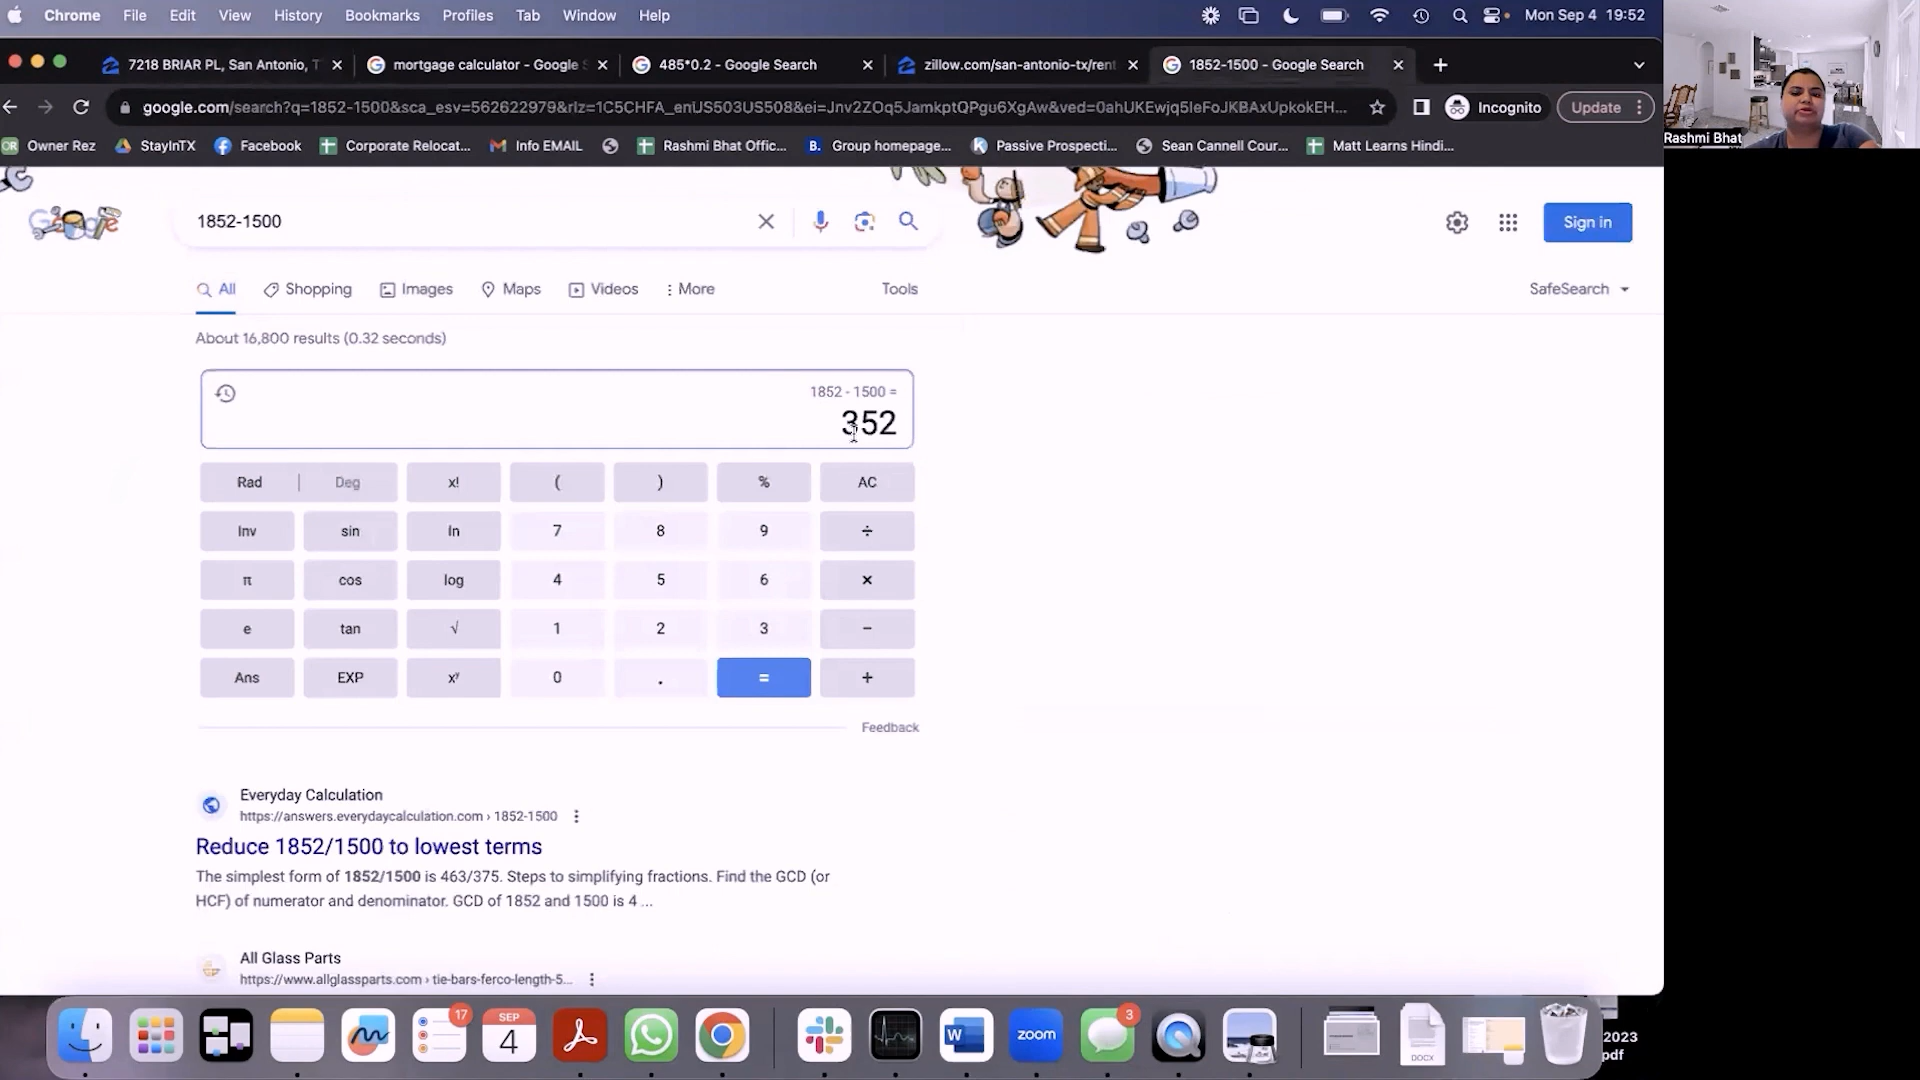 Chrome File Edit View History Bookmarks Profiles Tab Window Help Mon Sep 4 19:52
7218 BRIAR PL, San Antonio, T mortgage calculator - Google S 485*0.2 - Google Search zillow.com/san-antonio-tx/rent 1852-1500 - Google Search
google.com/search?q=1852-1500&sca_esv=562622979&rlz=1C5CHFA_enUS503US508&ei=Jnv2ZOq5JamkptQPgu6XgAw&ved=0ahUKEwjq5IeFoJKBAxUpkokEH... Incognito Update
Rashmi Bhat
OR Owner Rez StayInTX Facebook Corporate Relocat... Info EMAIL Rashmi Bhat Offic... B. Group homepage... Passive Prospecti... Sean Cannell Cour... Matt Learns Hindi...
Google 1852-1500 Sign in
All Shopping Images Maps Videos More Tools SafeSearch
About 16,800 results (0.32 seconds)
1852 - 1500 =
352
Rad | Deg x! ( ) % AC
Inv sin ln 7 8 9 ÷
π cos log 4 5 6 ×
e tan √ 1 2 3 −
Ans EXP xʸ 0 . = +
Feedback
Everyday Calculation
https://answers.everydaycalculation.com › 1852-1500
Reduce 1852/1500 to lowest terms
The simplest form of 1852/1500 is 463/375. Steps to simplifying fractions. Find the GCD (or
HCF) of numerator and denominator. GCD of 1852 and 1500 is 4 ...
All Glass Parts
https://www.allglassparts.com › tie-bars-ferco-length-5...
17 SEP 4 W zoom 3 DOCX
2023
pdf